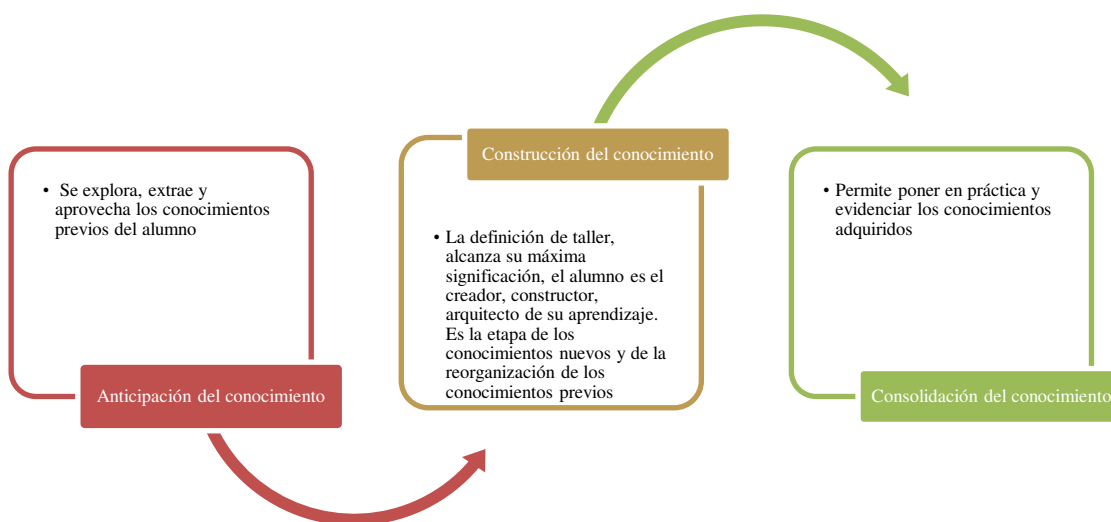 • Se explora, extrae y
aprovecha los conocimientos
previos del alumno
Anticipación del conocimiento
Construcción del conocimiento
• La definición de taller,
alcanza su máxima
significación, el alumno es el
creador, constructor,
arquitecto de su aprendizaje.
Es la etapa de los
conocimientos nuevos y de la
reorganización de los
conocimientos previos
• Permite poner en práctica y
evidenciar los conocimientos
adquiridos
Consolidación del conocimiento